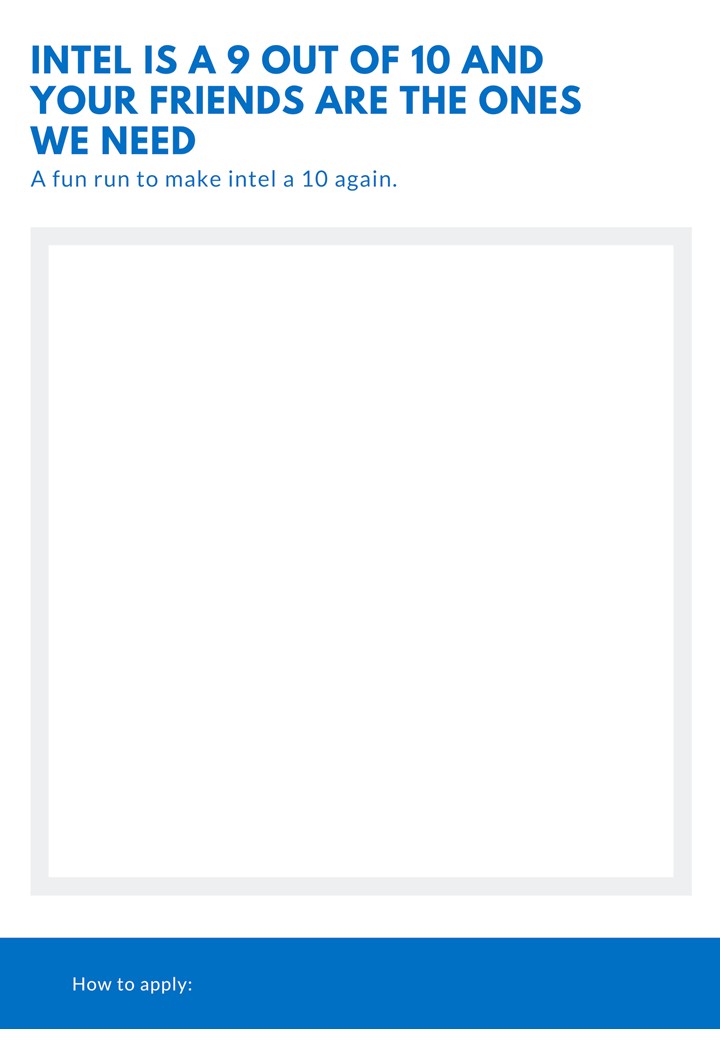 INTEL IS A 9 OUT OF 10 AND
YOUR FRIENDS ARE THE ONES
WE NEED
A fun run to make intel a 10 again.
How to apply: